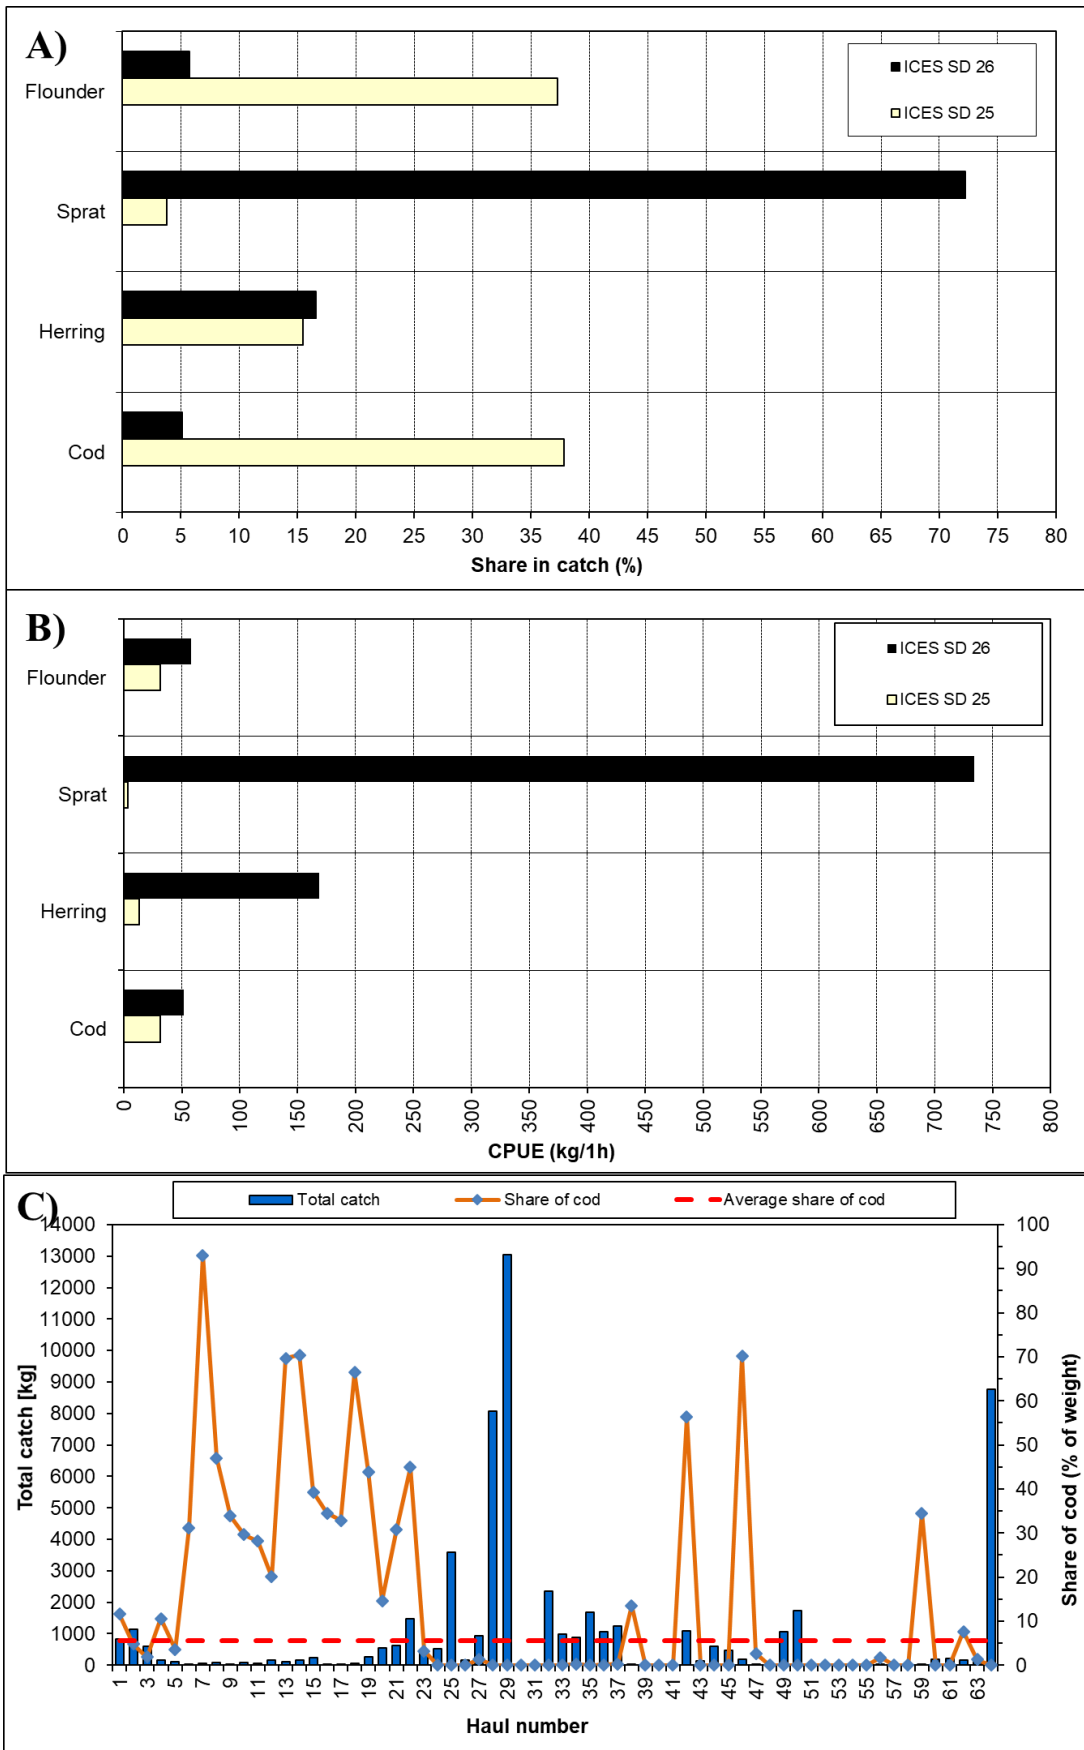 A)
ICES SD 26
ICES SD 25
Flounder
Sprat
Herring
Cod
0 5 10 15 20 25 30 35 40 45 50 55 60 65 70 75 80
Share in catch (%)
B)
ICES SD 26
ICES SD 25
Flounder
Sprat
Herring
Cod
0 50 100 150 200 250 300 350 400 450 500 550 600 650 700 750 800
CPUE (kg/1h)
C)
Total catch Share of cod Average share of cod
14000 100
13000 90
12000 80
11000 70
10000 60
9000 50
8000 40
7000 30
6000 20
5000 10
4000 0
3000
2000
1000
0
Total catch [kg]
Share of cod (% of weight)
1 3 5 7 9 11 13 15 17 19 21 23 25 27 29 31 33 35 37 39 41 43 45 47 49 51 53 55 57 59 61 63
Haul number